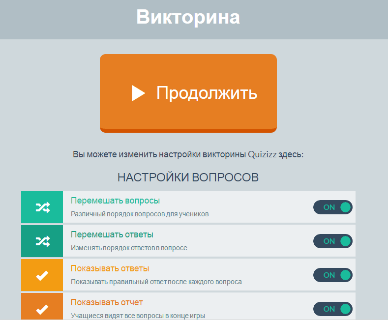 Викторина
Продолжить
Вы можете изменить настройки викторины Quizizz здесь:
НАСТРОЙКИ ВОПРОСОВ
Перемешать вопросы
Различный порядок вопросов для учеников
ON
Перемешать ответы
Изменять порядок ответов в вопросе
ON
Показывать ответы
Показывать правильный ответ после каждого вопроса
ON
Показывать отчет
Учащиеся видят все вопросы в конце игры
ON